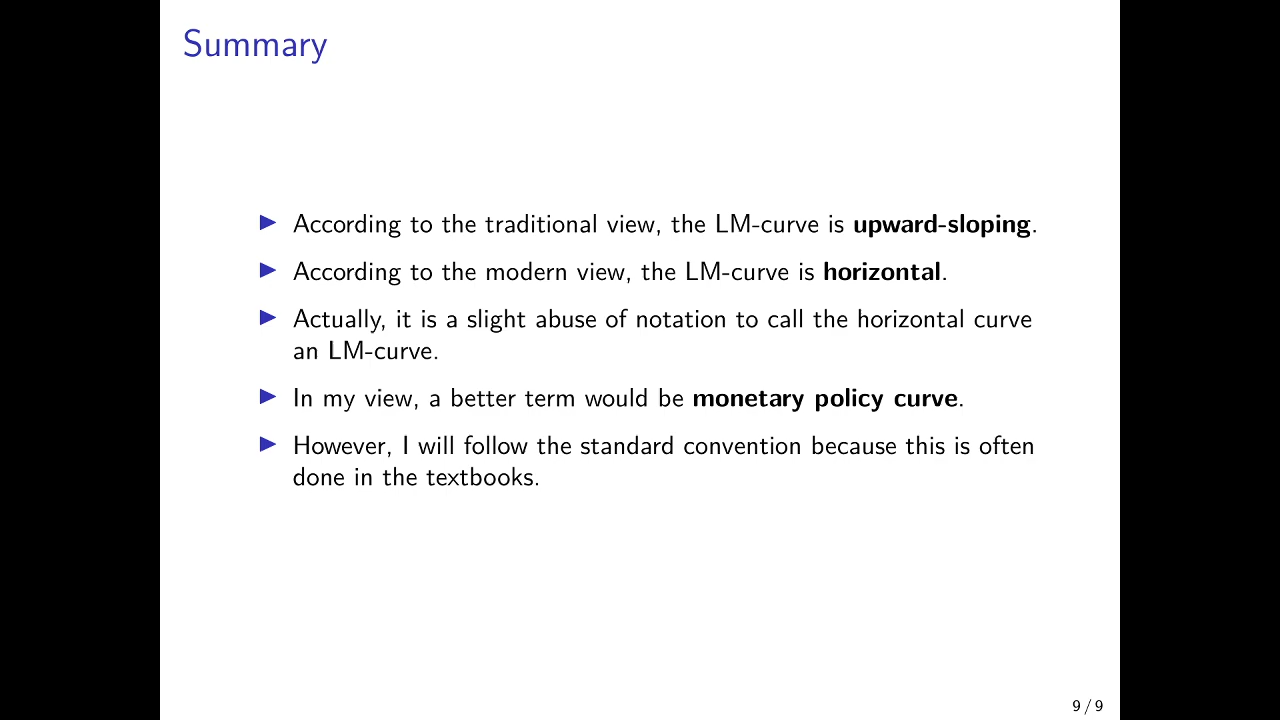 Summary
▶ According to the traditional view, the LM-curve is upward-sloping.
▶ According to the modern view, the LM-curve is horizontal.
▶ Actually, it is a slight abuse of notation to call the horizontal curve
an LM-curve.
▶ In my view, a better term would be monetary policy curve.
▶ However, I will follow the standard convention because this is often
done in the textbooks.
9 / 9